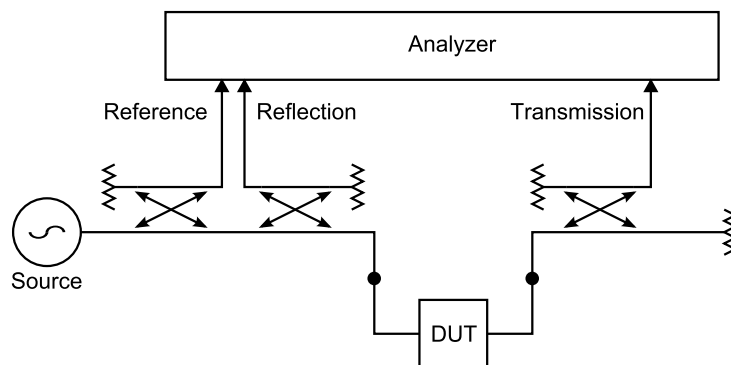 Analyzer
Reference
Reflection
Transmission
Source
DUT